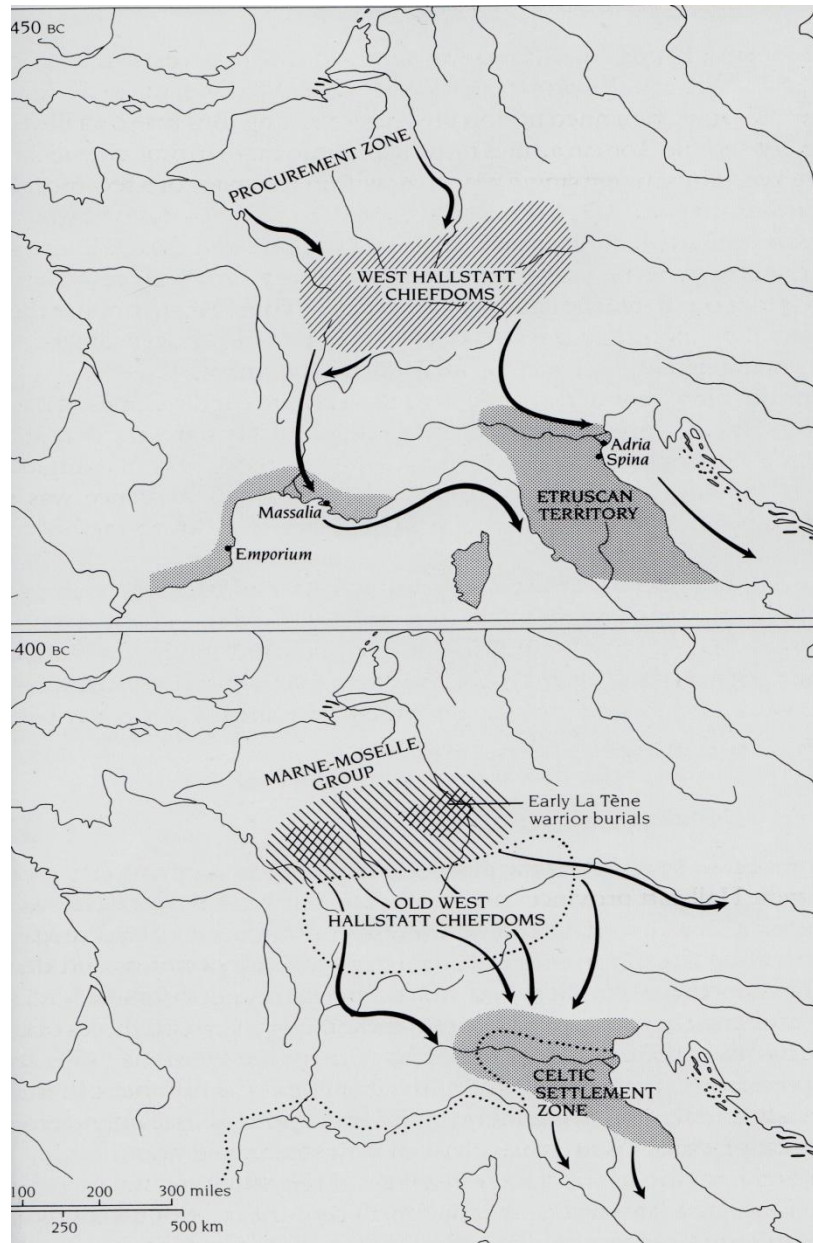 450 BC
PROCUREMENT ZONE
WEST HALLSTATT
CHIEFDOMS
Adria
Spina
ETRUSCAN
TERRITORY
Massalia
Emporium
400 BC
MARNE-MOSELLE
GROUP
Early La Tène
warrior burials
OLD WEST
HALLSTATT CHIEFDOMS
CELTIC
SETTLEMENT
ZONE
100 200 300 miles
250 500 km